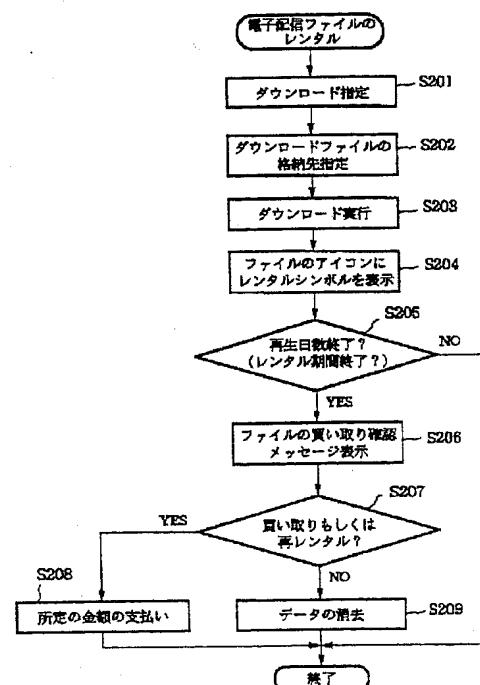 電子配信ファイルの
レンタル
ダウンロード指定
S201
ダウンロードファイルの
格納先指定
S202
ダウンロード実行
S203
ファイルのアイコンに
レンタルシンボルを表示
S204
S205
再生日数終了?
(レンタル期間終了?)
NO
YES
ファイルの買い取り確認
メッセージ表示
S206
S207
YES
買い取りもしくは
再レンタル?
NO
S208
所定の金額の支払い
データの消去
S209
終了